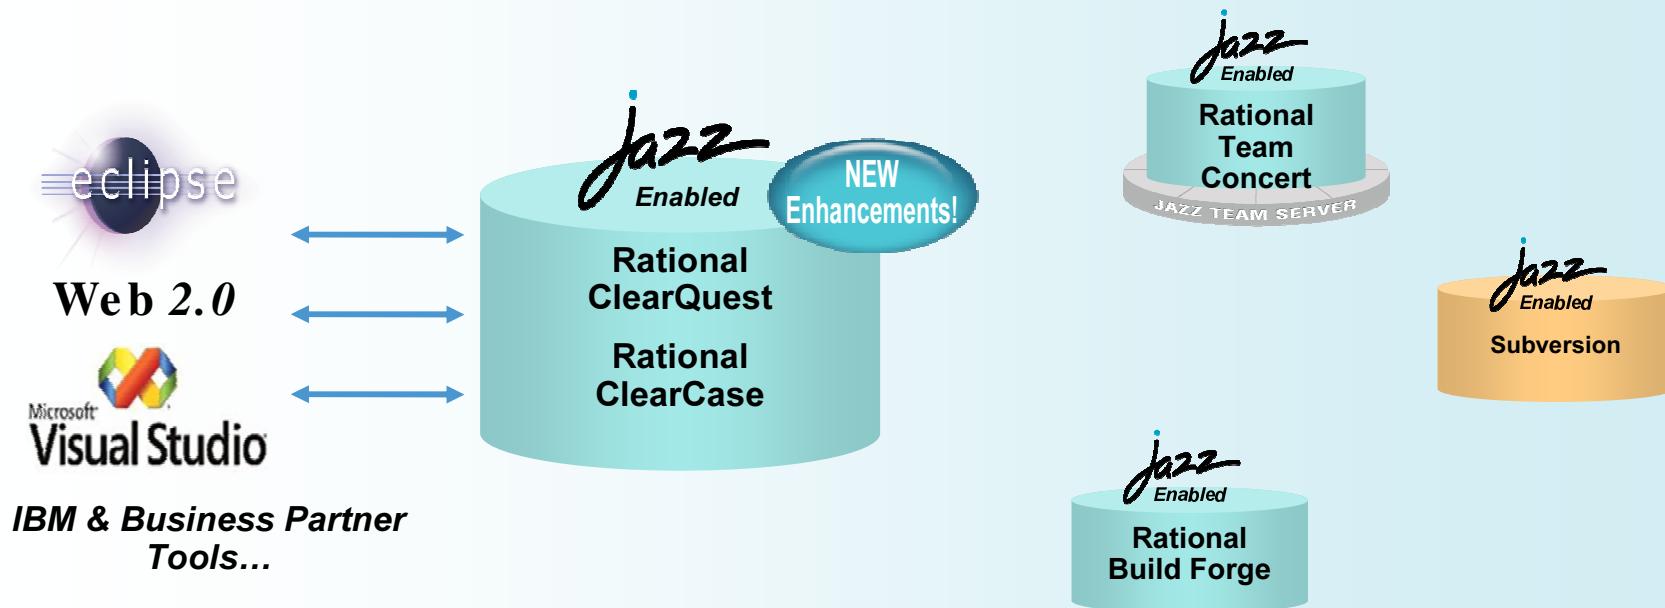 eclipse
Web 2.0
Microsoft
Visual Studio
IBM & Business Partner
Tools...
Jazz
Enabled
NEW
Enhancements!
Rational
ClearQuest
Rational
ClearCase
Jazz
Enabled
Rational
Team
Concert
JAZZ TEAM SERVER
Jazz
Enabled
Subversion
Jazz
Enabled
Rational
Build Forge